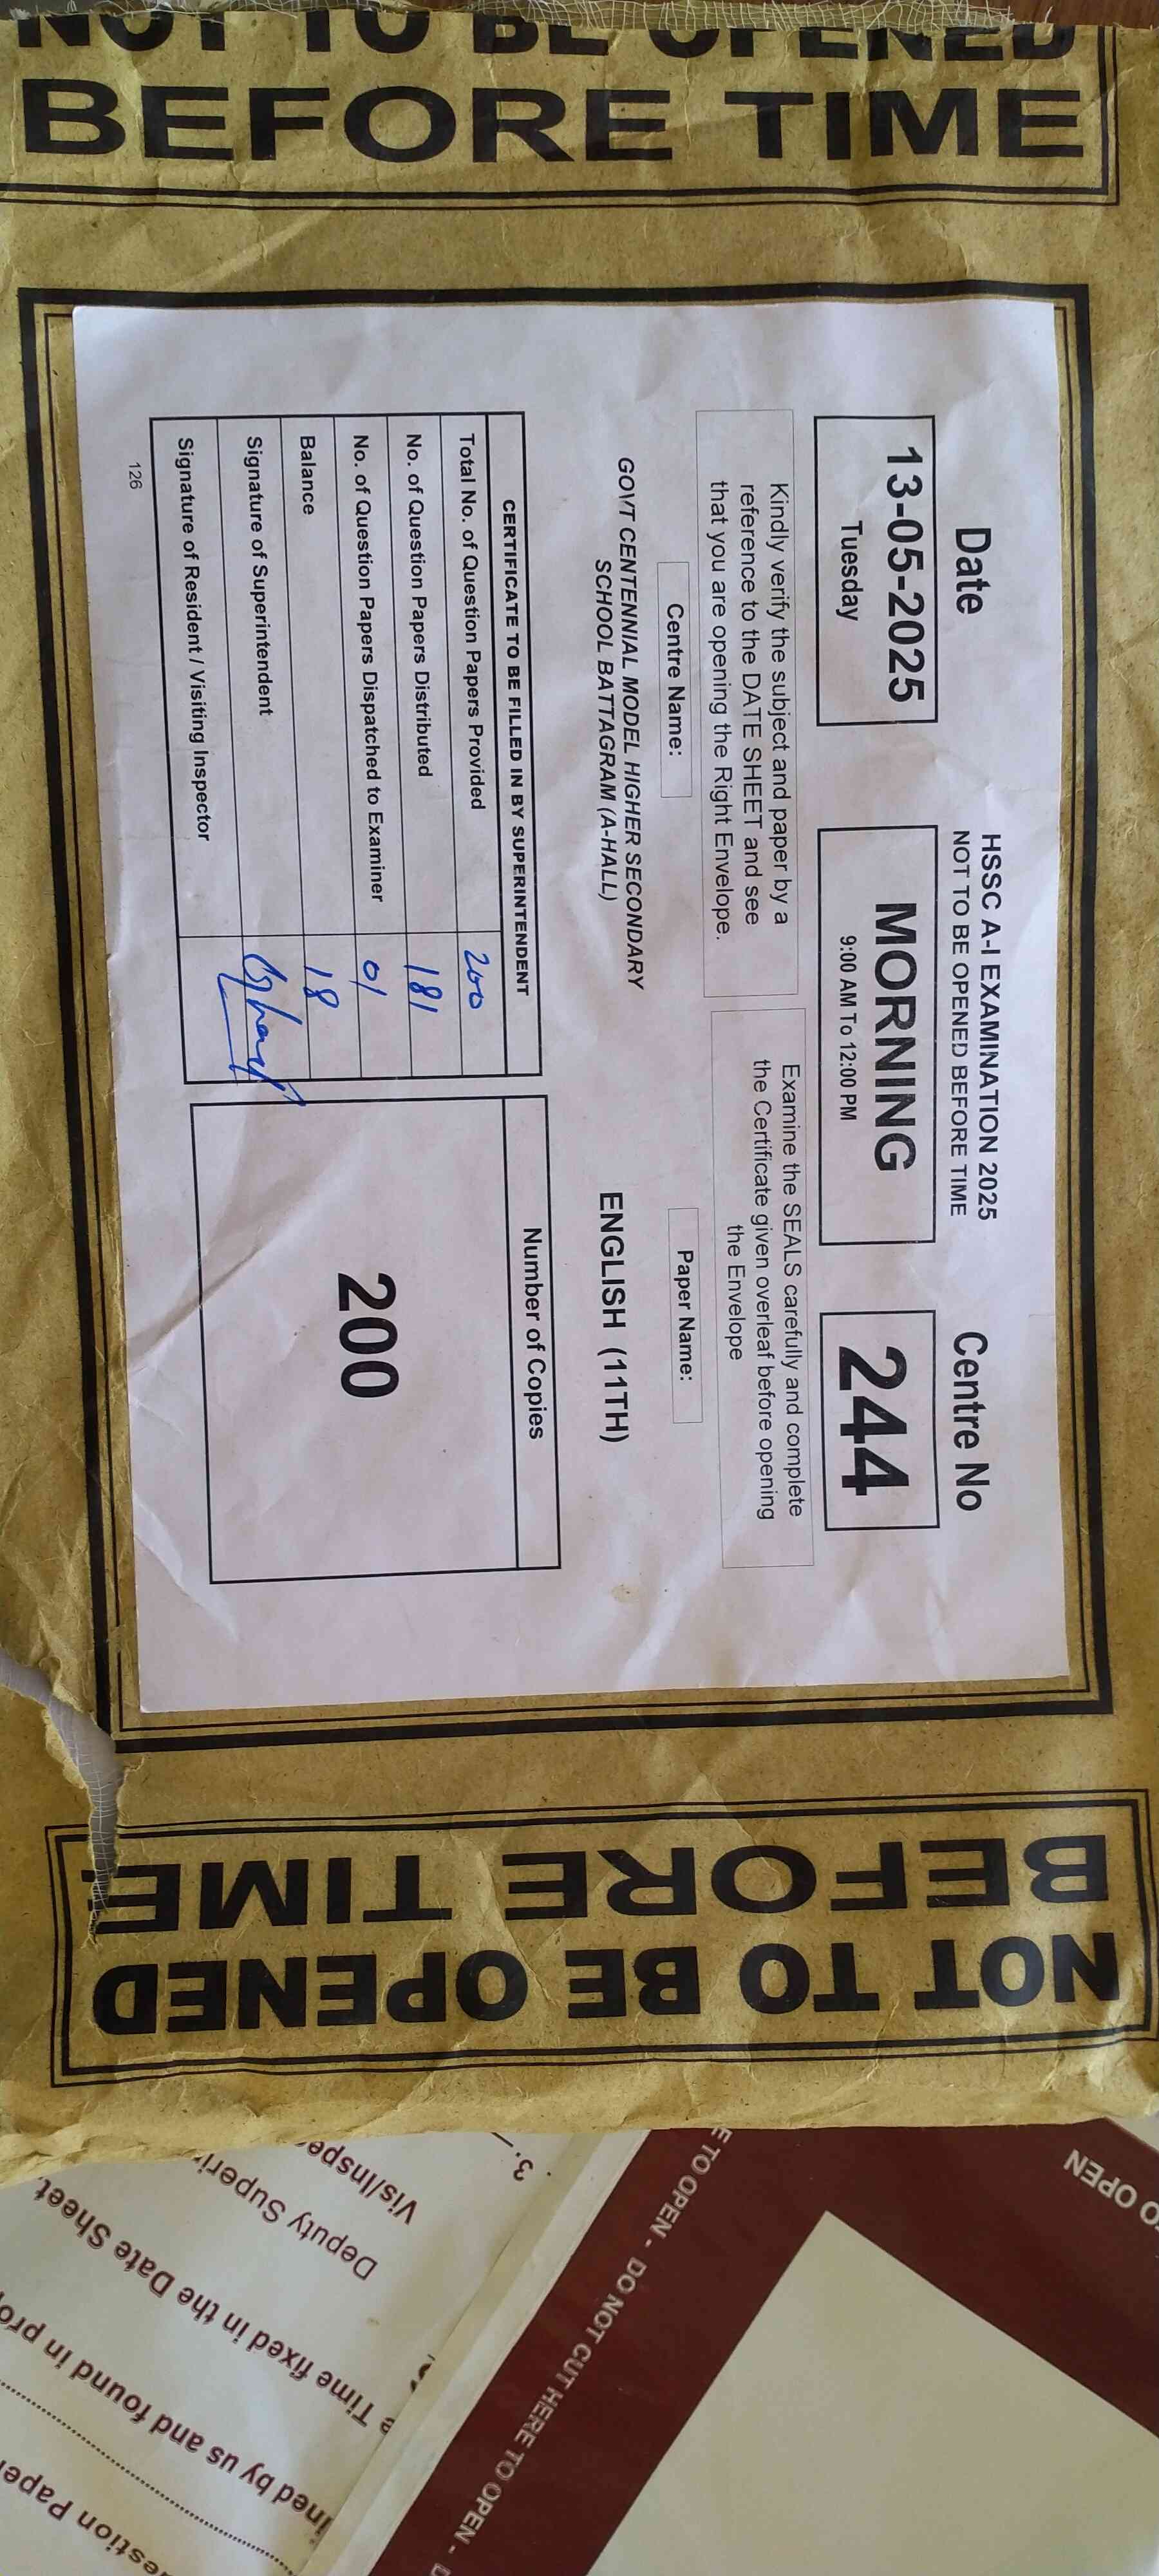 NOT TO BE OPENED
BEFORE TIME
HSSC A-I EXAMINATION 2025
NOT TO BE OPENED BEFORE TIME
Date
Centre No
13-05-2025
Tuesday
MORNING
9:00 AM To 12:00 PM
244
Kindly verify the subject and paper by a
reference to the DATE SHEET and see
that you are opening the Right Envelope.
Examine the SEALS carefully and complete
the Certificate given overleaf before opening
the Envelope
Centre Name:
Paper Name:
GOVT CENTENNIAL MODEL HIGHER SECONDARY
SCHOOL BATTAGRAM (A-HALL)
ENGLISH (11TH)
CERTIFICATE TO BE FILLED IN BY SUPERINTENDENT
Total No. of Question Papers Provided 200
No. of Question Papers Distributed 181
No. of Question Papers Dispatched to Examiner 01
Balance 18
Signature of Superintendent
Signature of Resident / Visiting Inspector
Number of Copies
200
126
NOT TO BE OPENED
BEFORE TIME
TO OPEN
E TO OPEN - DO NOT CUT HERE TO OPEN - D
3.
Vis/Inspe
Deputy Superi
Time fixed in the Date Sheet.
ined by us and found in pro
estion Pape